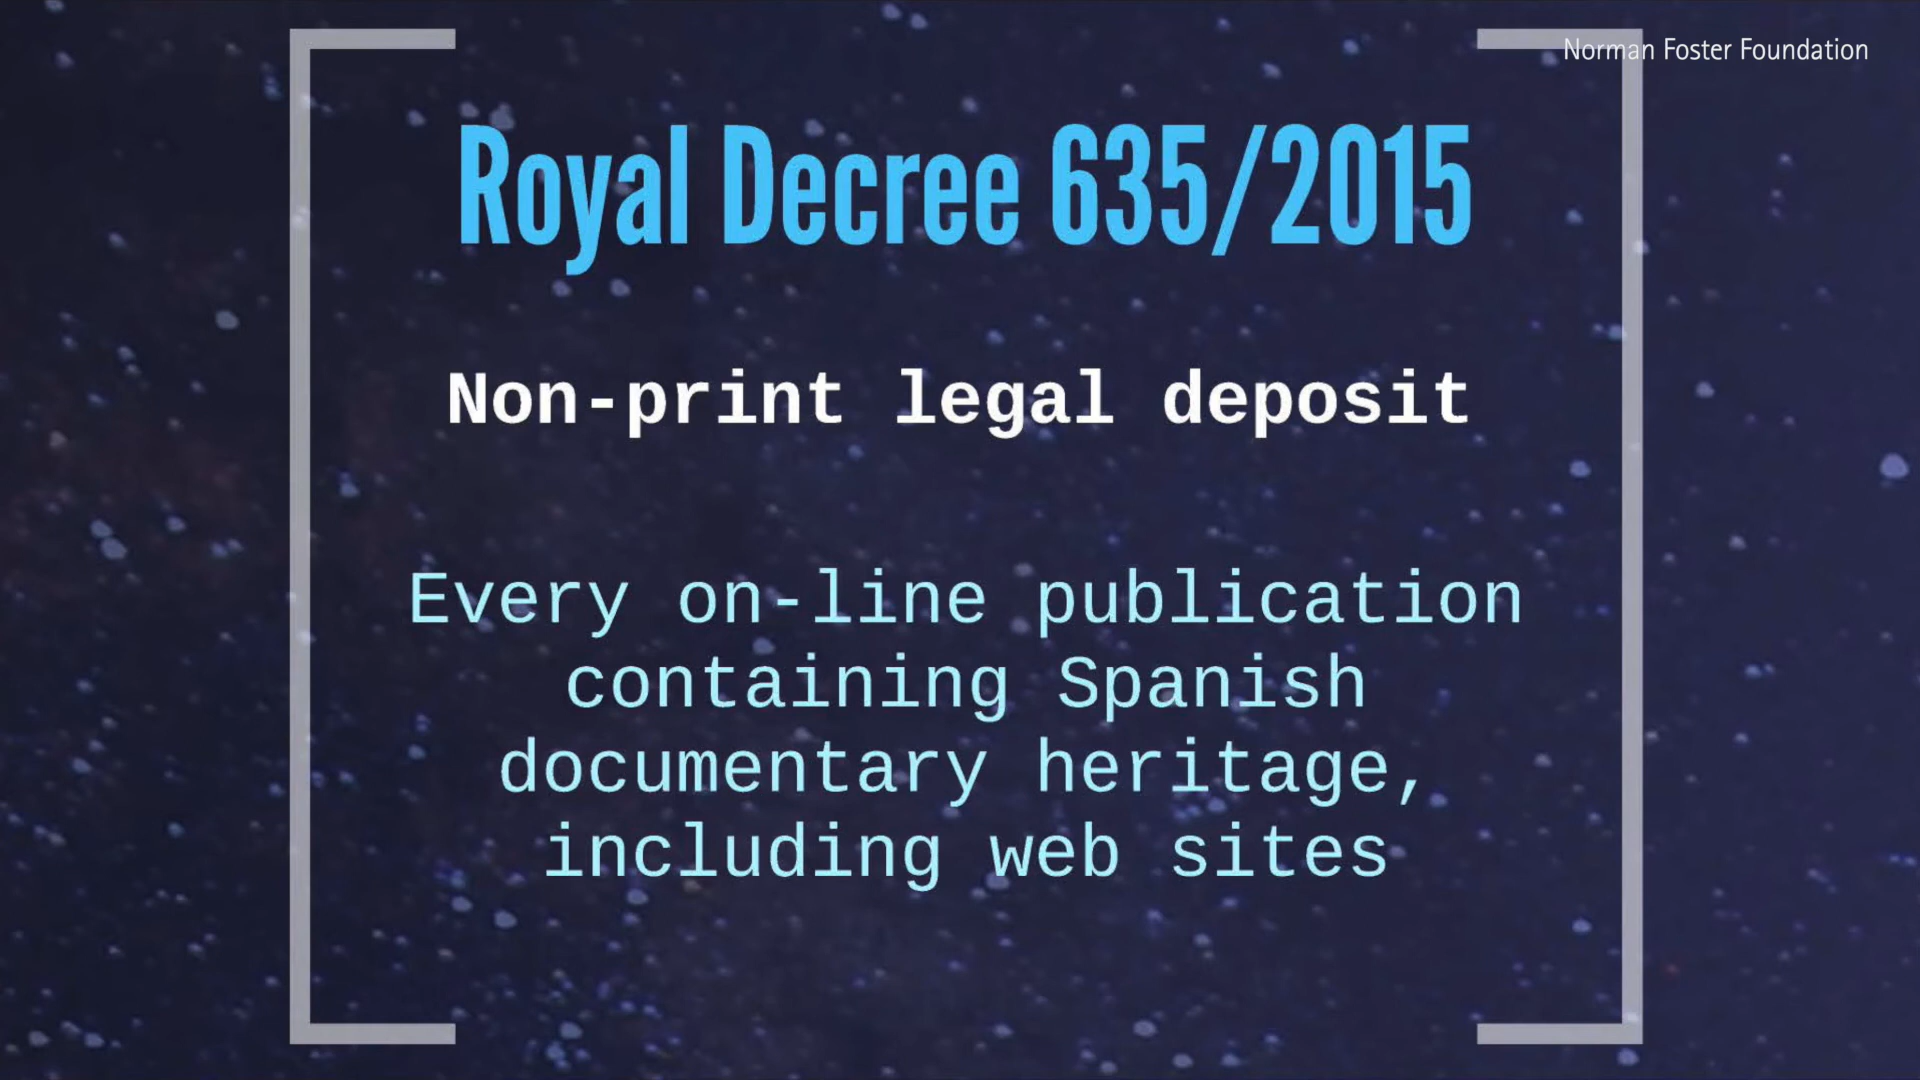 Norman Foster Foundation
Royal Decree 635/2015
Non-print legal deposit
Every on-line publication
containing Spanish
documentary heritage,
including web sites